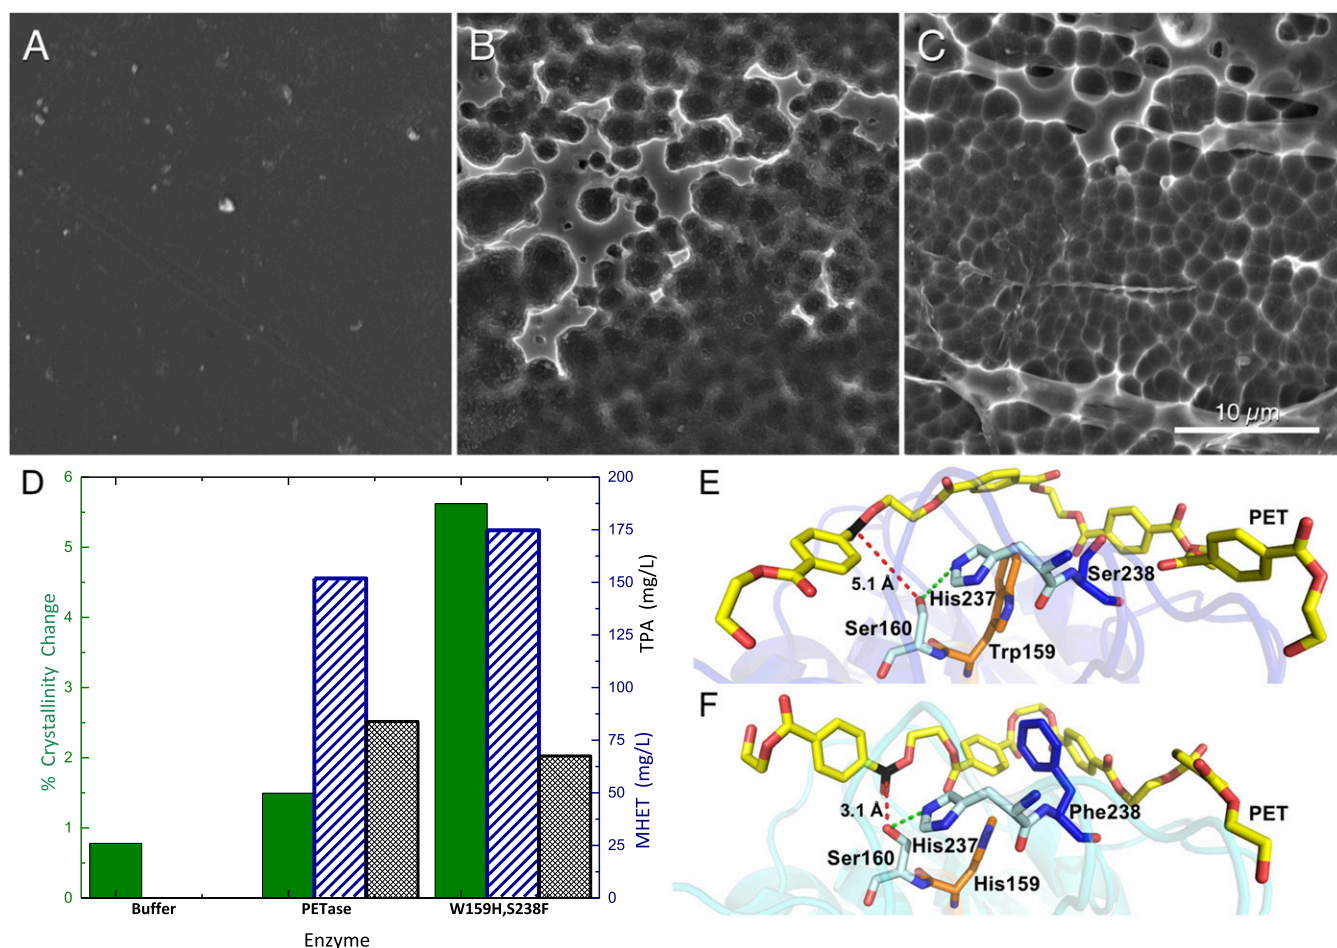 A
B
C
10 µm
D
6
5
4
3
2
1
0
% Crystallinity Change
200
175
150
125
100
75
50
25
0
TPA (mg/L)
MHET (mg/L)
Buffer
PETase
W159H,S238F
Enzyme
E
PET
5.1 Å
His237
Ser238
Ser160
Trp159
F
3.1 Å
Phe238
PET
His237
Ser160
His159